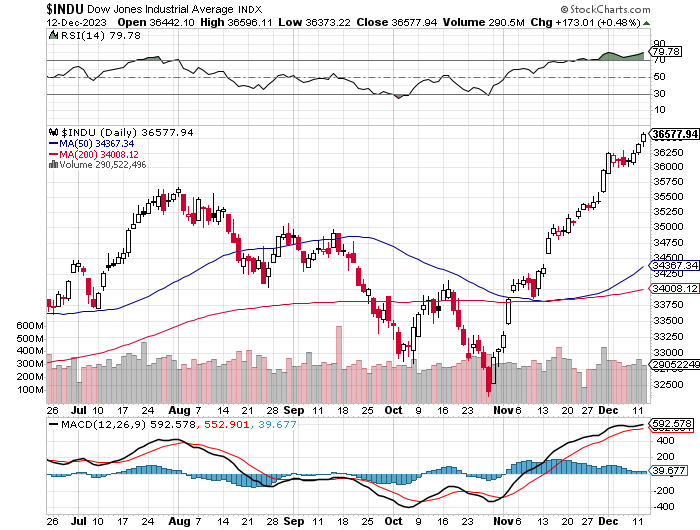 $INDU Dow Jones Industrial Average INDX © StockCharts.com
12-Dec-2023 Open 36442.10 High 36596.11 Low 36373.22 Close 36577.94 Volume 290.5M Chg +173.01 (+0.48%)
RSI(14) 79.78
90
79.78
70
50
30
10
$INDU (Daily) 36577.94
MA(50) 34367.34
MA(200) 34008.12
Volume 290,522,496
36577.94
36250
36000
35750
35500
35250
35000
34750
34500
34367.34
34008.12
33750
33500
33250
33000
32750
32500
600M
500M
400M
300M
200M
100M
29052249
26 Jul 10 17 24 Aug 7 14 21 28 Sep 11 18 25 Oct 9 16 23 Nov 6 13 20 27 Dec 11
MACD(12,26,9) 592.578, 552.901, 39.677
592.578
400
200
39.677
-200
-400
26 Jul 10 17 24 Aug 7 14 21 28 Sep 11 18 25 Oct 9 16 23 Nov 6 13 20 27 Dec 11